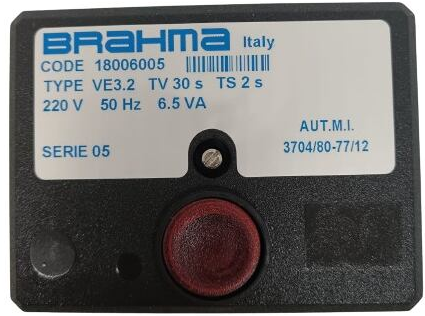 BRAHMA Italy
CODE 18006005
TYPE VE3.2 TV 30 s TS 2 s
220 V 50 Hz 6.5 VA
AUT.M.I.
SERIE 05 3704/80-77/12